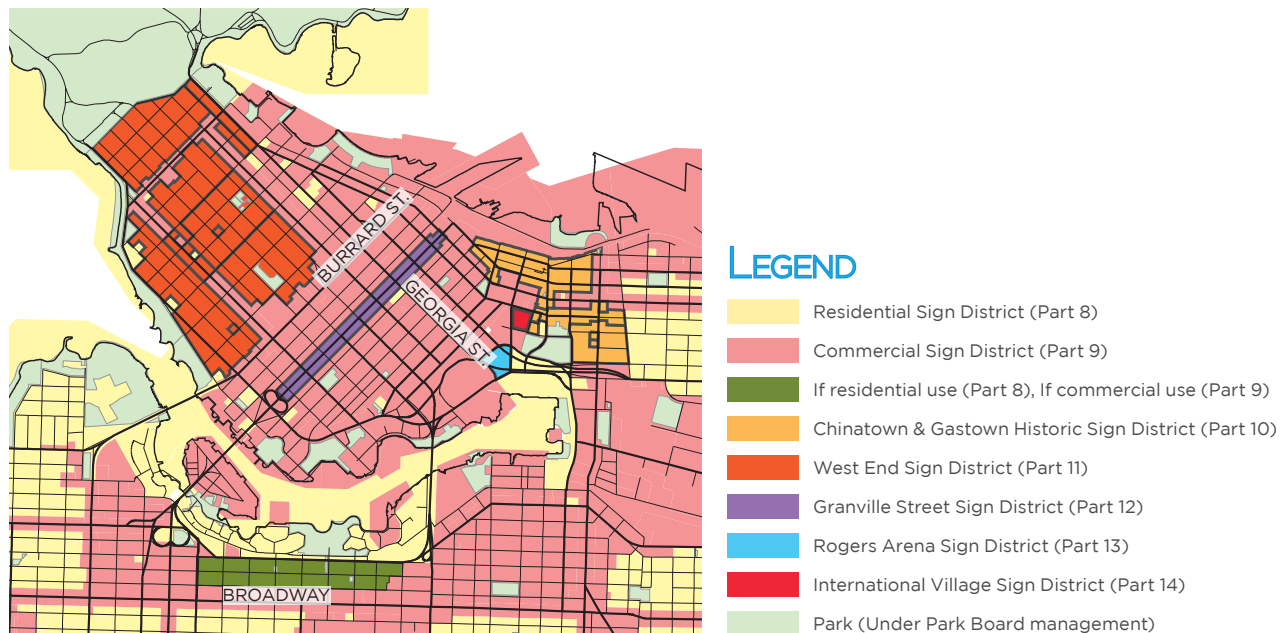 BURRARD ST.
GEORGIA ST.
BROADWAY
LEGEND
Residential Sign District (Part 8)
Commercial Sign District (Part 9)
If residential use (Part 8), If commercial use (Part 9)
Chinatown & Gastown Historic Sign District (Part 10)
West End Sign District (Part 11)
Granville Street Sign District (Part 12)
Rogers Arena Sign District (Part 13)
International Village Sign District (Part 14)
Park (Under Park Board management)